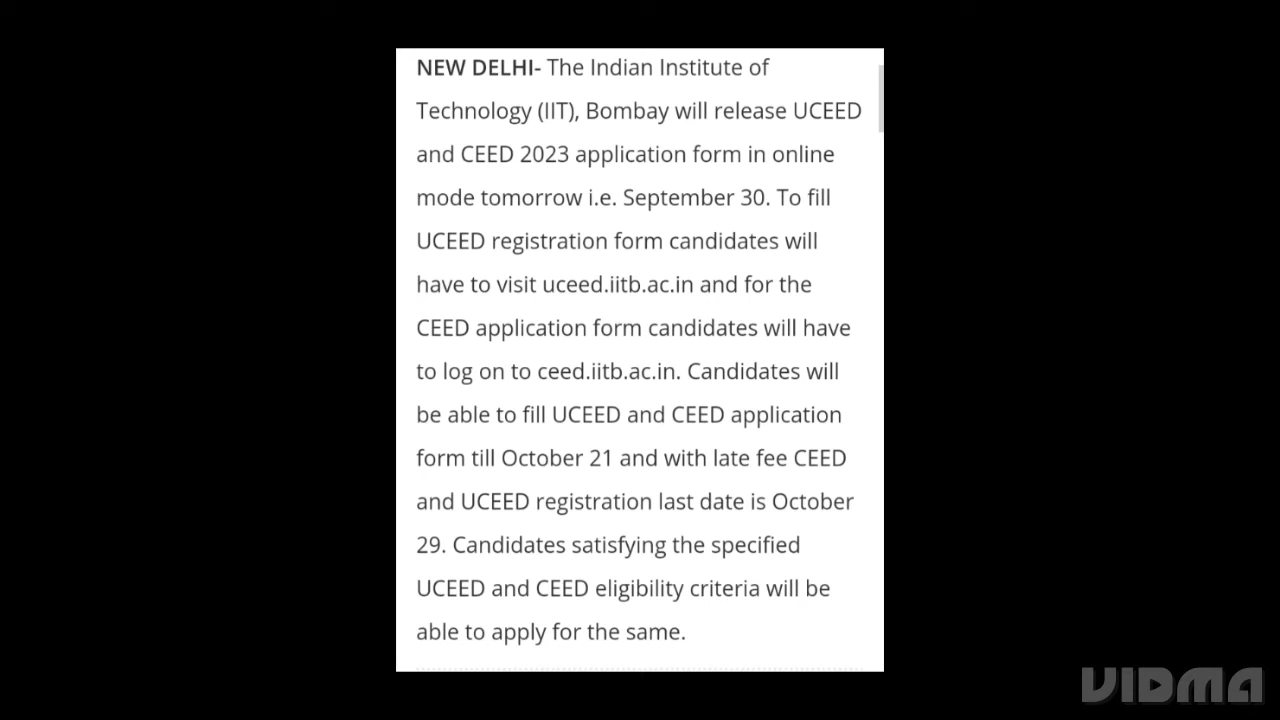 NEW DELHI- The Indian Institute of
Technology (IIT), Bombay will release UCEED
and CEED 2023 application form in online
mode tomorrow i.e. September 30. To fill
UCEED registration form candidates will
have to visit uceed.iitb.ac.in and for the
CEED application form candidates will have
to log on to ceed.iitb.ac.in. Candidates will
be able to fill UCEED and CEED application
form till October 21 and with late fee CEED
and UCEED registration last date is October
29. Candidates satisfying the specified
UCEED and CEED eligibility criteria will be
able to apply for the same.
VIDMA